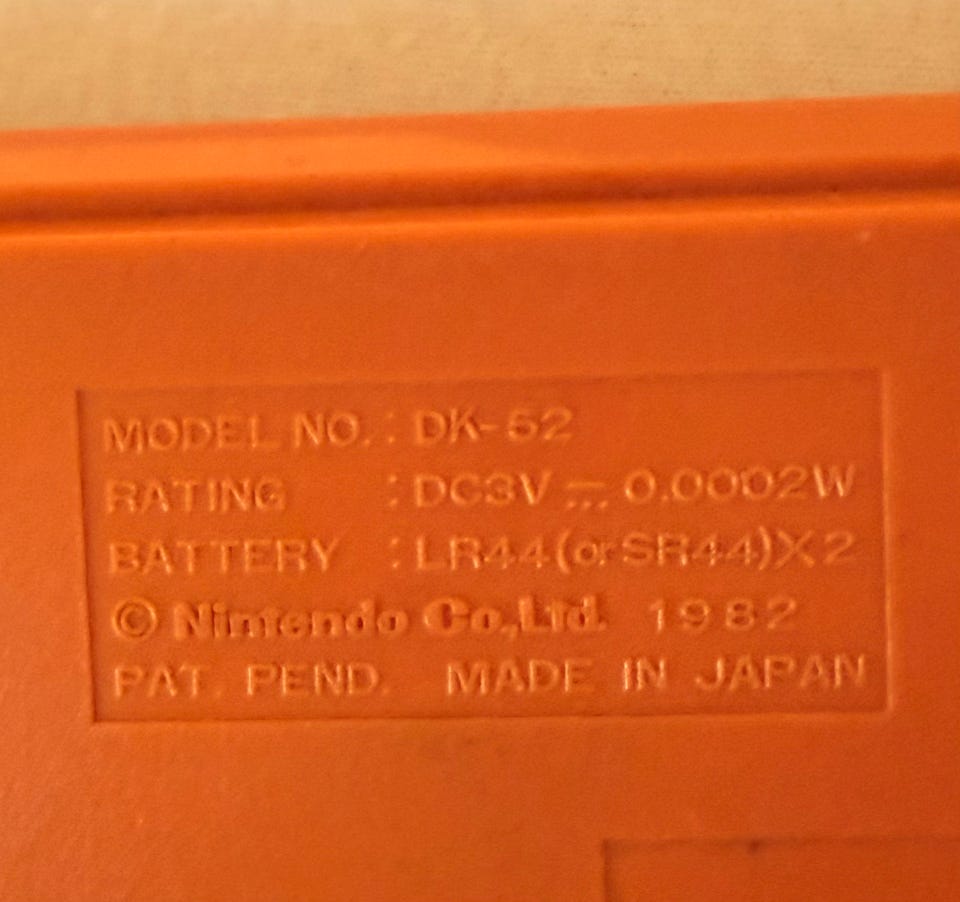 MODEL NO. : DK-52
RATING : DC3V ⎓ 0.0002W
BATTERY : LR44(or SR44)X2
© Nintendo Co.,Ltd. 1982
PAT. PEND. MADE IN JAPAN